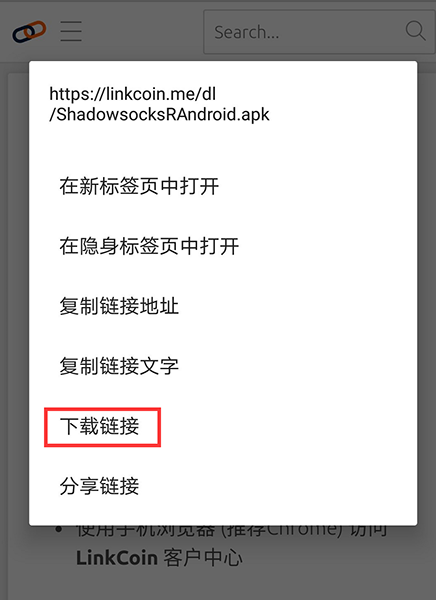 Search...
https://linkcoin.me/dl
/ShadowsocksRAndroid.apk
在新标签页中打开
在隐身标签页中打开
复制链接地址
复制链接文字
下载链接
分享链接
使用手机浏览器 (推荐Chrome) 访问
LinkCoin 客户中心